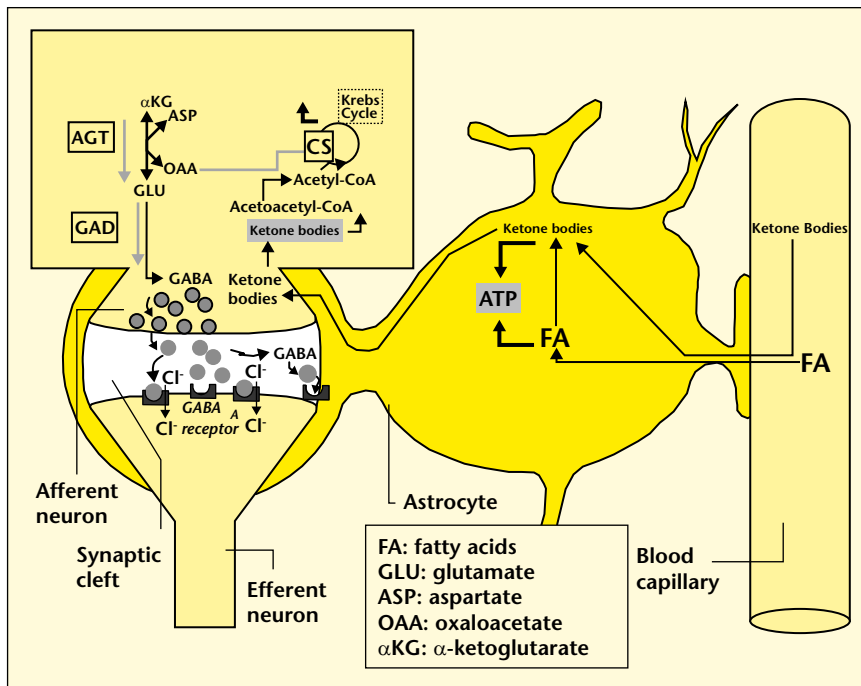 αKG
ASP
AGT
OAA
GLU
GAD
GABA
Krebs
Cycle
CS
Acetyl-CoA
Acetoacetyl-CoA
Ketone bodies
Ketone
bodies
Ketone bodies
ATP
FA
Ketone Bodies
FA
Cl-
Cl-
GABA
GABA A
receptor
Cl-
Cl-
Afferent
neuron
Synaptic
cleft
Efferent
neuron
Astrocyte
Blood
capillary
FA: fatty acids
GLU: glutamate
ASP: aspartate
OAA: oxaloacetate
αKG: α-ketoglutarate